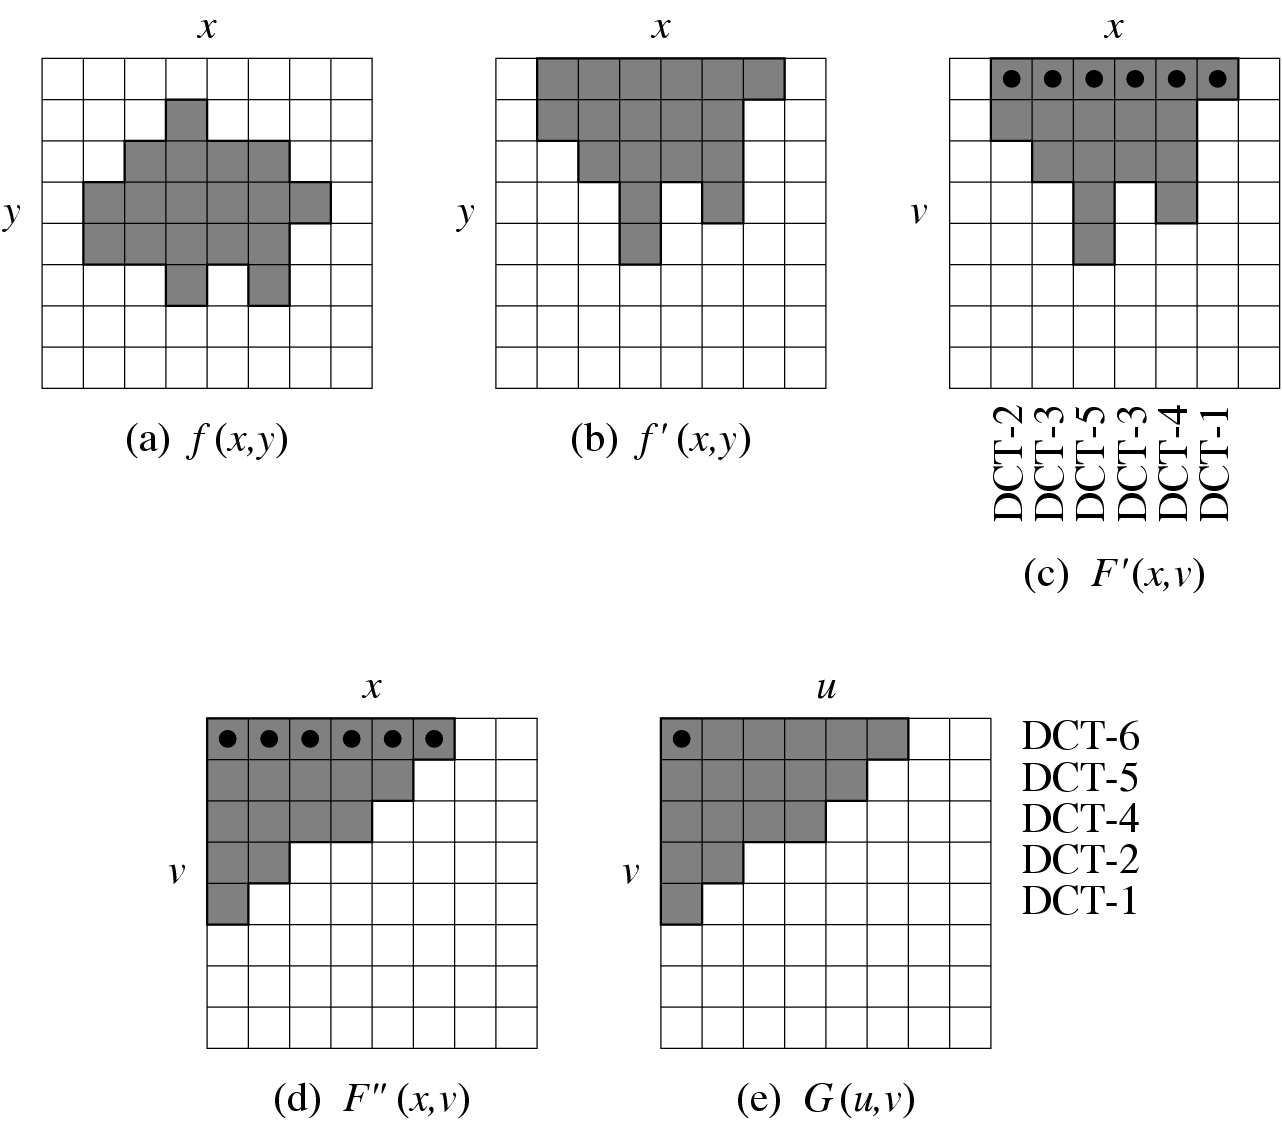 x
x
x
y
y
v
(a) f (x,y)
(b) f′ (x,y)
DCT-2
DCT-3
DCT-5
DCT-3
DCT-4
DCT-1
(c) F′(x,v)
x
u
v
v
DCT-6
DCT-5
DCT-4
DCT-2
DCT-1
(d) F″ (x,v)
(e) G(u,v)